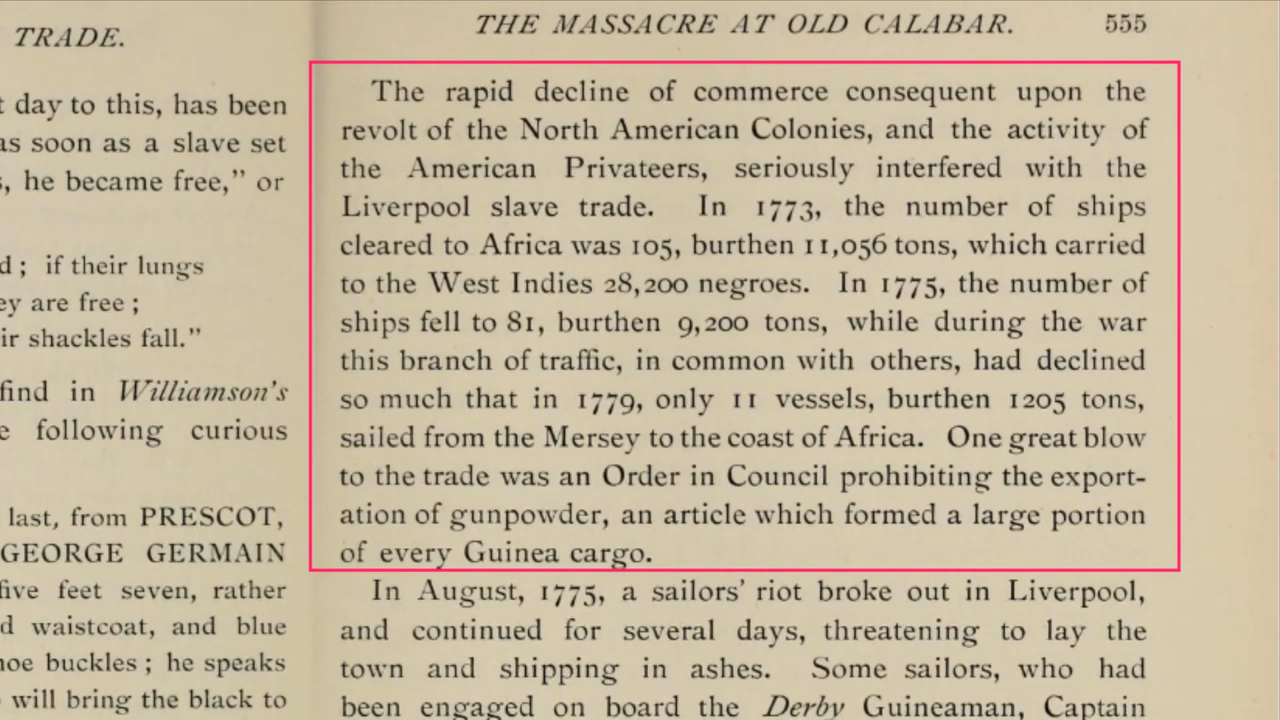 TRADE.
t day to this, has been
as soon as a slave set
s, he became free,” or
d ; if their lungs
ey are free ;
ir shackles fall.”
find in Williamson's
e following curious
last, from PRESCOT,
GEORGE GERMAIN
five feet seven, rather
d waistcoat, and blue
hoe buckles ; he speaks
will bring the black to
THE MASSACRE AT OLD CALABAR. 555
The rapid decline of commerce consequent upon the
revolt of the North American Colonies, and the activity of
the American Privateers, seriously interfered with the
Liverpool slave trade. In 1773, the number of ships
cleared to Africa was 105, burthen 11,056 tons, which carried
to the West Indies 28,200 negroes. In 1775, the number of
ships fell to 81, burthen 9,200 tons, while during the war
this branch of traffic, in common with others, had declined
so much that in 1779, only 11 vessels, burthen 1205 tons,
sailed from the Mersey to the coast of Africa. One great blow
to the trade was an Order in Council prohibiting the export-
ation of gunpowder, an article which formed a large portion
of every Guinea cargo.
In August, 1775, a sailors' riot broke out in Liverpool,
and continued for several days, threatening to lay the
town and shipping in ashes. Some sailors, who had
been engaged on board the Derby Guineaman, Captain